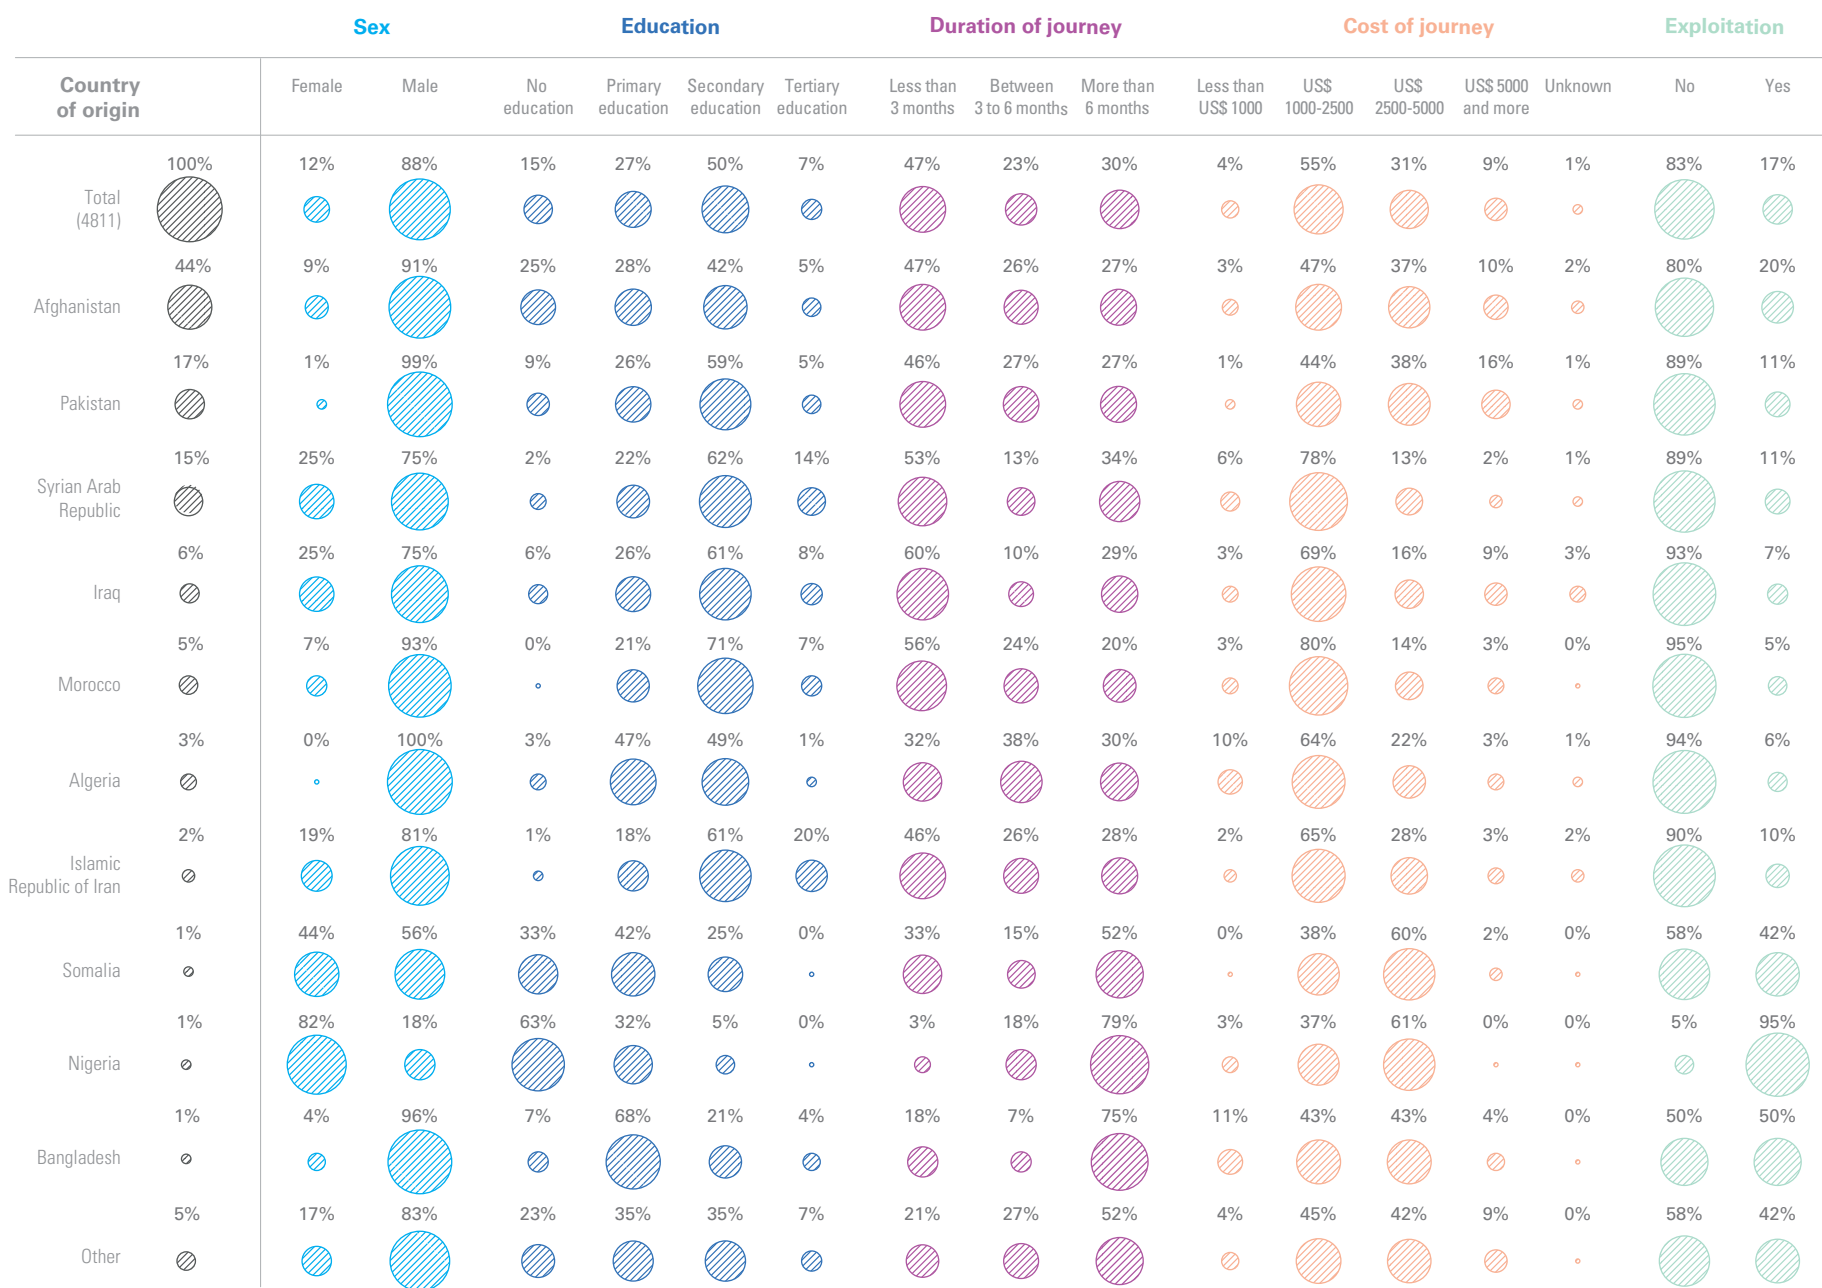 Sex Education Duration of journey Cost of journey Exploitation
Country
of origin
Female Male No
education Primary
education Secondary
education Tertiary
education Less than
3 months Between
3 to 6 months More than
6 months Less than
US$ 1000 US$
1000-2500 US$
2500-5000 US$ 5000
and more Unknown No Yes
100% 12% 88% 15% 27% 50% 7% 47% 23% 30% 4% 55% 31% 9% 1% 83% 17%
Total
(4811)
44% 9% 91% 25% 28% 42% 5% 47% 26% 27% 3% 47% 37% 10% 2% 80% 20%
Afghanistan
17% 1% 99% 9% 26% 59% 5% 46% 27% 27% 1% 44% 38% 16% 1% 89% 11%
Pakistan
15% 25% 75% 2% 22% 62% 14% 53% 13% 34% 6% 78% 13% 2% 1% 89% 11%
Syrian Arab
Republic
6% 25% 75% 6% 26% 61% 8% 60% 10% 29% 3% 69% 16% 9% 3% 93% 7%
Iraq
5% 7% 93% 0% 21% 71% 7% 56% 24% 20% 3% 80% 14% 3% 0% 95% 5%
Morocco
3% 0% 100% 3% 47% 49% 1% 32% 38% 30% 10% 64% 22% 3% 1% 94% 6%
Algeria
2% 19% 81% 1% 18% 61% 20% 46% 26% 28% 2% 65% 28% 3% 2% 90% 10%
Islamic
Republic of Iran
1% 44% 56% 33% 42% 25% 0% 33% 15% 52% 0% 38% 60% 2% 0% 58% 42%
Somalia
1% 82% 18% 63% 32% 5% 0% 3% 18% 79% 3% 37% 61% 0% 0% 5% 95%
Nigeria
1% 4% 96% 7% 68% 21% 4% 18% 7% 75% 11% 43% 43% 4% 0% 50% 50%
Bangladesh
5% 17% 83% 23% 35% 35% 7% 21% 27% 52% 4% 45% 42% 9% 0% 58% 42%
Other